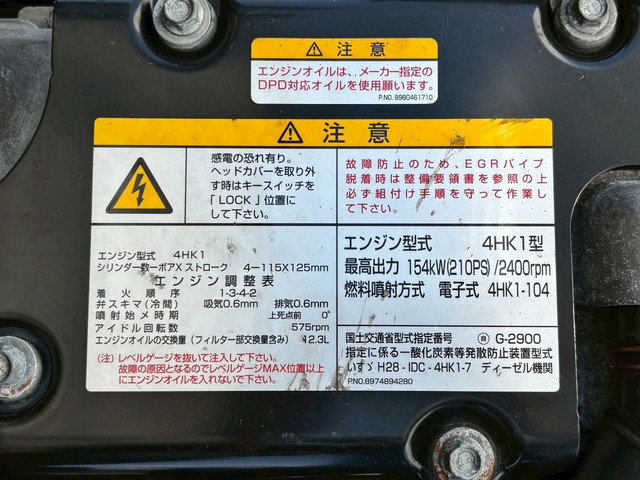 ⚠ 注意
エンジンオイルは、メーカー指定の
DPD対応オイルを使用願います。
P.NO. 8980461710
⚠ 注意
感電の恐れ有り。
ヘッドカバーを取り外
す時はキースイッチを
「LOCK」位置に
して下さい。
故障防止のため、EGRパイプ
脱着時は整備要領書を参照の上
必ず組付け手順を守って作業し
て下さい。
エンジン型式 4HK1
シリンダ数ーボアX ストローク 4-115X125mm
エンジン調整表
着火順序 1-3-4-2
弁スキマ(冷間) 吸気0.6mm 排気0.6mm
噴射始メ時期 上死点前 0
アイドル回転数 575rpm
エンジンオイルの交換量(フィルター部交換量含み) 12.3L
(注)レベルゲージを抜いて注入して下さい。
故障の原因となるのでレベルゲージMAX位置以上
にエンジンオイルを入れないで下さい。
エンジン型式 4HK1型
最高出力 154kW(210PS)/2400rpm
燃料噴射方式 電子式 4HK1-104
国土交通省型式指定番号 G-2900
指定に係る一酸化炭素等発散防止装置型式
いすゞ H28-IDC-4HK1-7 ディーゼル機関
P.NO.8974894280